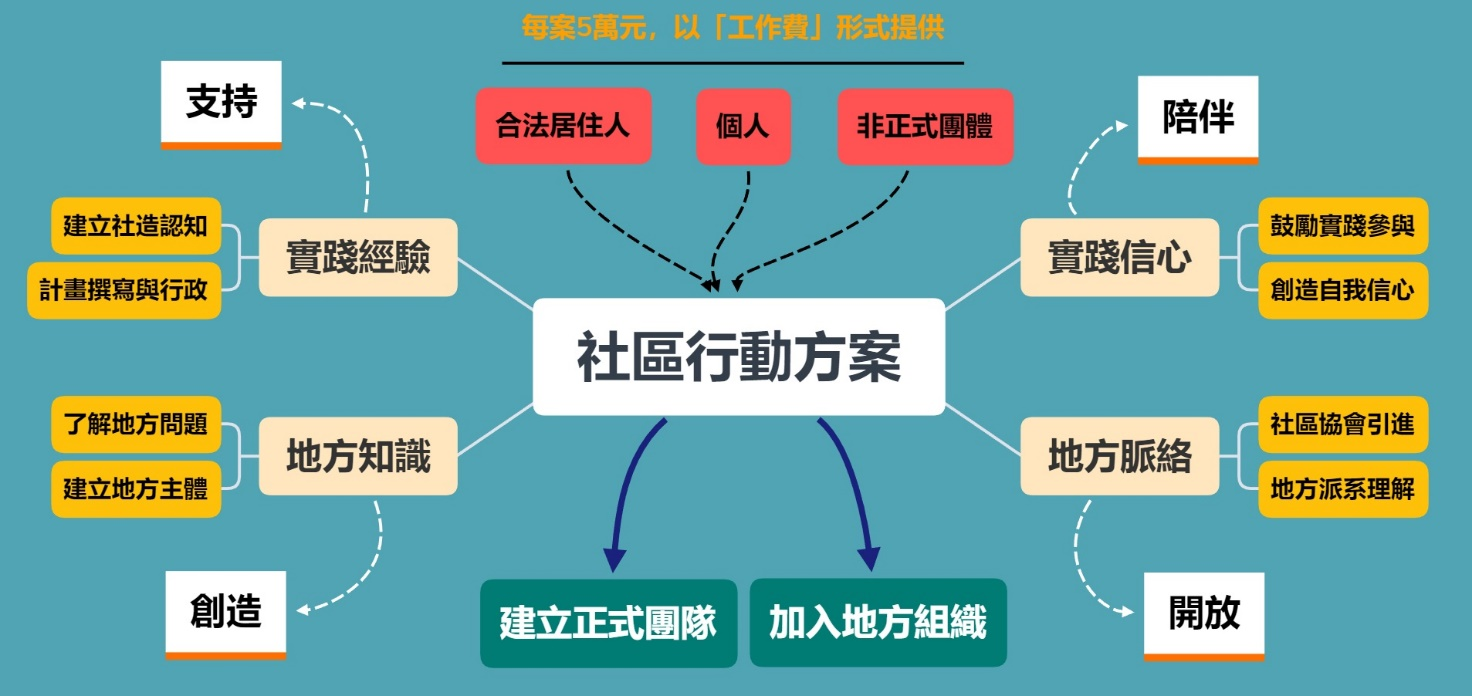 每案5萬元，以「工作費」形式提供
支持
合法居住人
個人
非正式團體
陪伴
建立社造認知
計畫撰寫與行政
實踐經驗
實踐信心
鼓勵實踐參與
創造自我信心
社區行動方案
了解地方問題
建立地方主體
地方知識
地方脈絡
社區協會引進
地方派系理解
創造
建立正式團隊
加入地方組織
開放